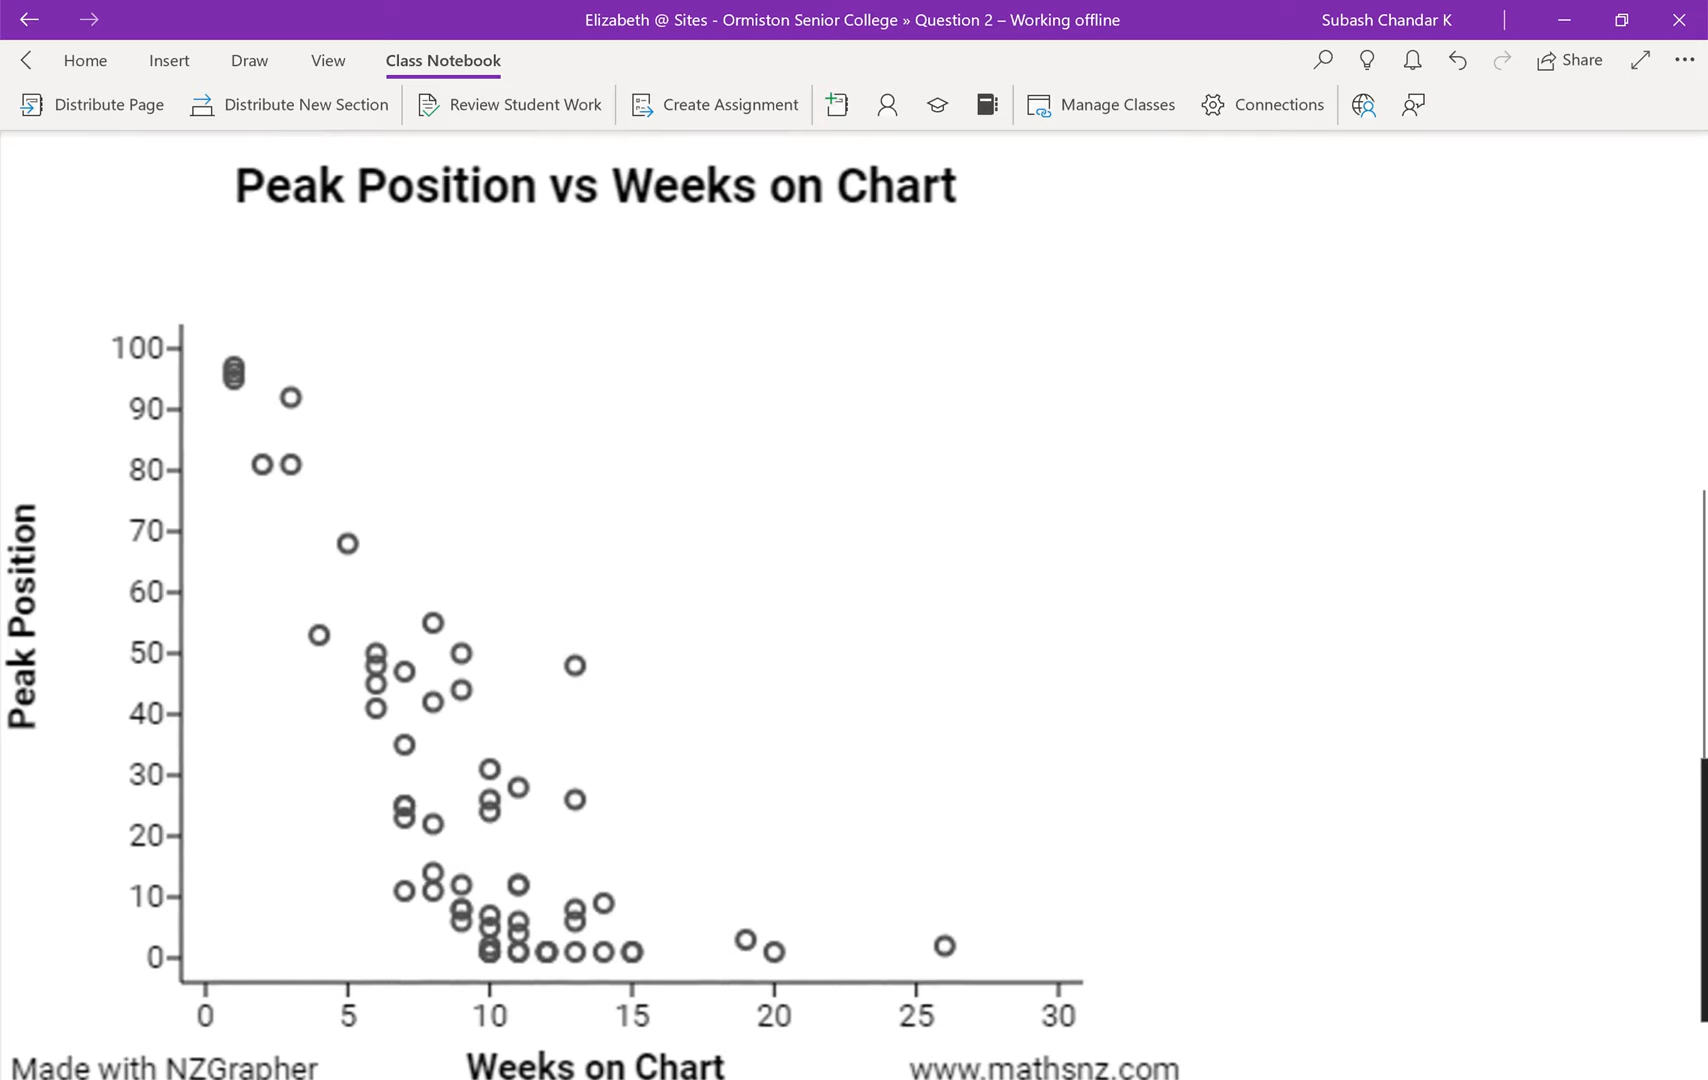 Elizabeth @ Sites - Ormiston Senior College » Question 2 – Working offline
Subash Chandar K
Home
Insert
Draw
View
Class Notebook
Share
Distribute Page
Distribute New Section
Review Student Work
Create Assignment
Manage Classes
Connections
Peak Position vs Weeks on Chart
100
90
80
70
60
50
40
30
20
10
0
Peak Position
0 5 10 15 20 25 30
Made with NZGrapher
Weeks on Chart
www.mathsnz.com